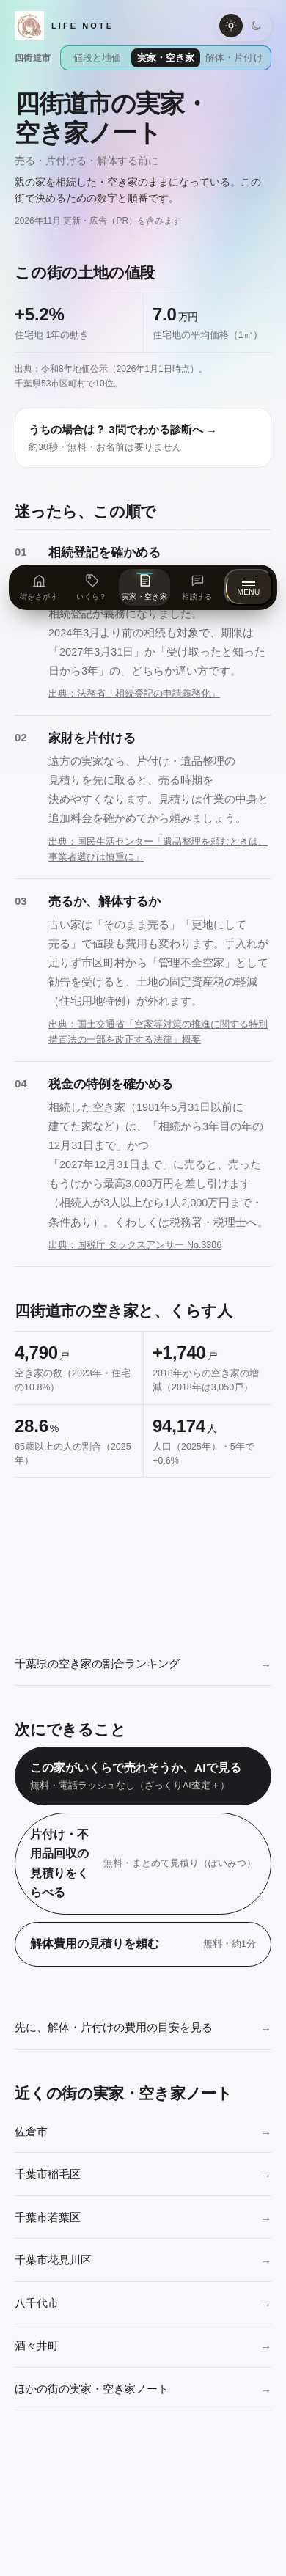 LIFE NOTE
四街道市
値段と地価
実家・空き家
解体・片付け
四街道市の実家・
空き家ノート
売る・片付ける・解体する前に
親の家を相続した・空き家のままになっている。この
街で決めるための数字と順番です。
2026年11月 更新・広告（PR）を含みます
この街の土地の値段
+5.2%
住宅地 1年の動き
7.0万円
住宅地の平均価格（1㎡）
出典：令和8年地価公示（2026年1月1日時点）。
千葉県53市区町村で10位。
うちの場合は？ 3問でわかる診断へ →
約30秒・無料・お名前は要りません
迷ったら、この順で
01
相続登記を確かめる
街をさがす
いくら？
実家・空き家
相談する
MENU
相続登記が義務になりました。
2024年3月より前の相続も対象で、期限は
「2027年3月31日」か「受け取ったと知った
日から3年」の、どちらか遅い方です。
出典：法務省「相続登記の申請義務化」
02
家財を片付ける
遠方の実家なら、片付け・遺品整理の
見積りを先に取ると、売る時期を
決めやすくなります。見積りは作業の中身と
追加料金を確かめてから頼みましょう。
出典：国民生活センター「遺品整理を頼むときは、
事業者選びは慎重に」
03
売るか、解体するか
古い家は「そのまま売る」「更地にして
売る」で値段も費用も変わります。手入れが
足りず市区町村から「管理不全空家」として
勧告を受けると、土地の固定資産税の軽減
（住宅用地特例）が外れます。
出典：国土交通省「空家等対策の推進に関する特別
措置法の一部を改正する法律」概要
04
税金の特例を確かめる
相続した空き家（1981年5月31日以前に
建てた家など）は、「相続から3年目の年の
12月31日まで」かつ
「2027年12月31日まで」に売ると、売った
もうけから最高3,000万円を差し引けます
（相続人が3人以上なら1人2,000万円まで・
条件あり）。くわしくは税務署・税理士へ。
出典：国税庁 タックスアンサー No.3306
四街道市の空き家と、くらす人
4,790戸
空き家の数（2023年・住宅
の10.8%）
+1,740戸
2018年からの空き家の増
減（2018年は3,050戸）
28.6%
65歳以上の人の割合（2025
年）
94,174人
人口（2025年）・5年で
+0.6%
千葉県の空き家の割合ランキング →
次にできること
この家がいくらで売れそうか、AIで見る
無料・電話ラッシュなし（ざっくりAI査定＋）
片付け・不
用品回収の
見積りをく
らべる
無料・まとめて見積り（ぽいみつ）
解体費用の見積りを頼む
無料・約1分
先に、解体・片付けの費用の目安を見る →
近くの街の実家・空き家ノート
佐倉市 →
千葉市稲毛区 →
千葉市若葉区 →
千葉市花見川区 →
八千代市 →
酒々井町 →
ほかの街の実家・空き家ノート →